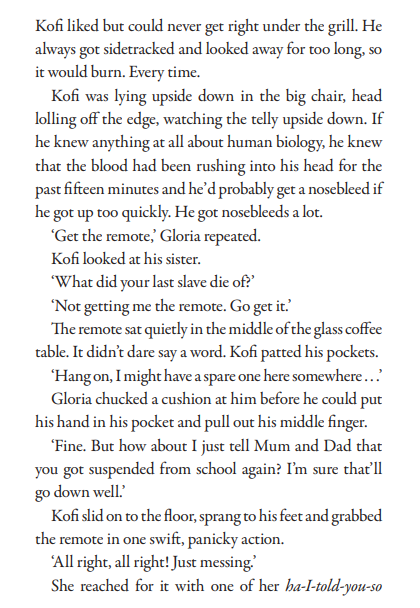 Kofi liked but could never get right under the grill. He
always got sidetracked and looked away for too long, so
it would burn. Every time.
Kofi was lying upside down in the big chair, head
lolling off the edge, watching the telly upside down. If
he knew anything at all about human biology, he knew
that the blood had been rushing into his head for the
past fifteen minutes and he’d probably get a nosebleed if
he got up too quickly. He got nosebleeds a lot.
‘Get the remote,’ Gloria repeated.
Kofi looked at his sister.
‘What did your last slave die of?’
‘Not getting me the remote. Go get it.’
The remote sat quietly in the middle of the glass coffee
table. It didn’t dare say a word. Kofi patted his pockets.
‘Hang on, I might have a spare one here somewhere . . .’
Gloria chucked a cushion at him before he could put
his hand in his pocket and pull out his middle finger.
‘Fine. But how about I just tell Mum and Dad that
you got suspended from school again? I’m sure that’ll
go down well.’
Kofi slid on to the floor, sprang to his feet and grabbed
the remote in one swift, panicky action.
‘All right, all right! Just messing.’
She reached for it with one of her ha-I-told-you-so